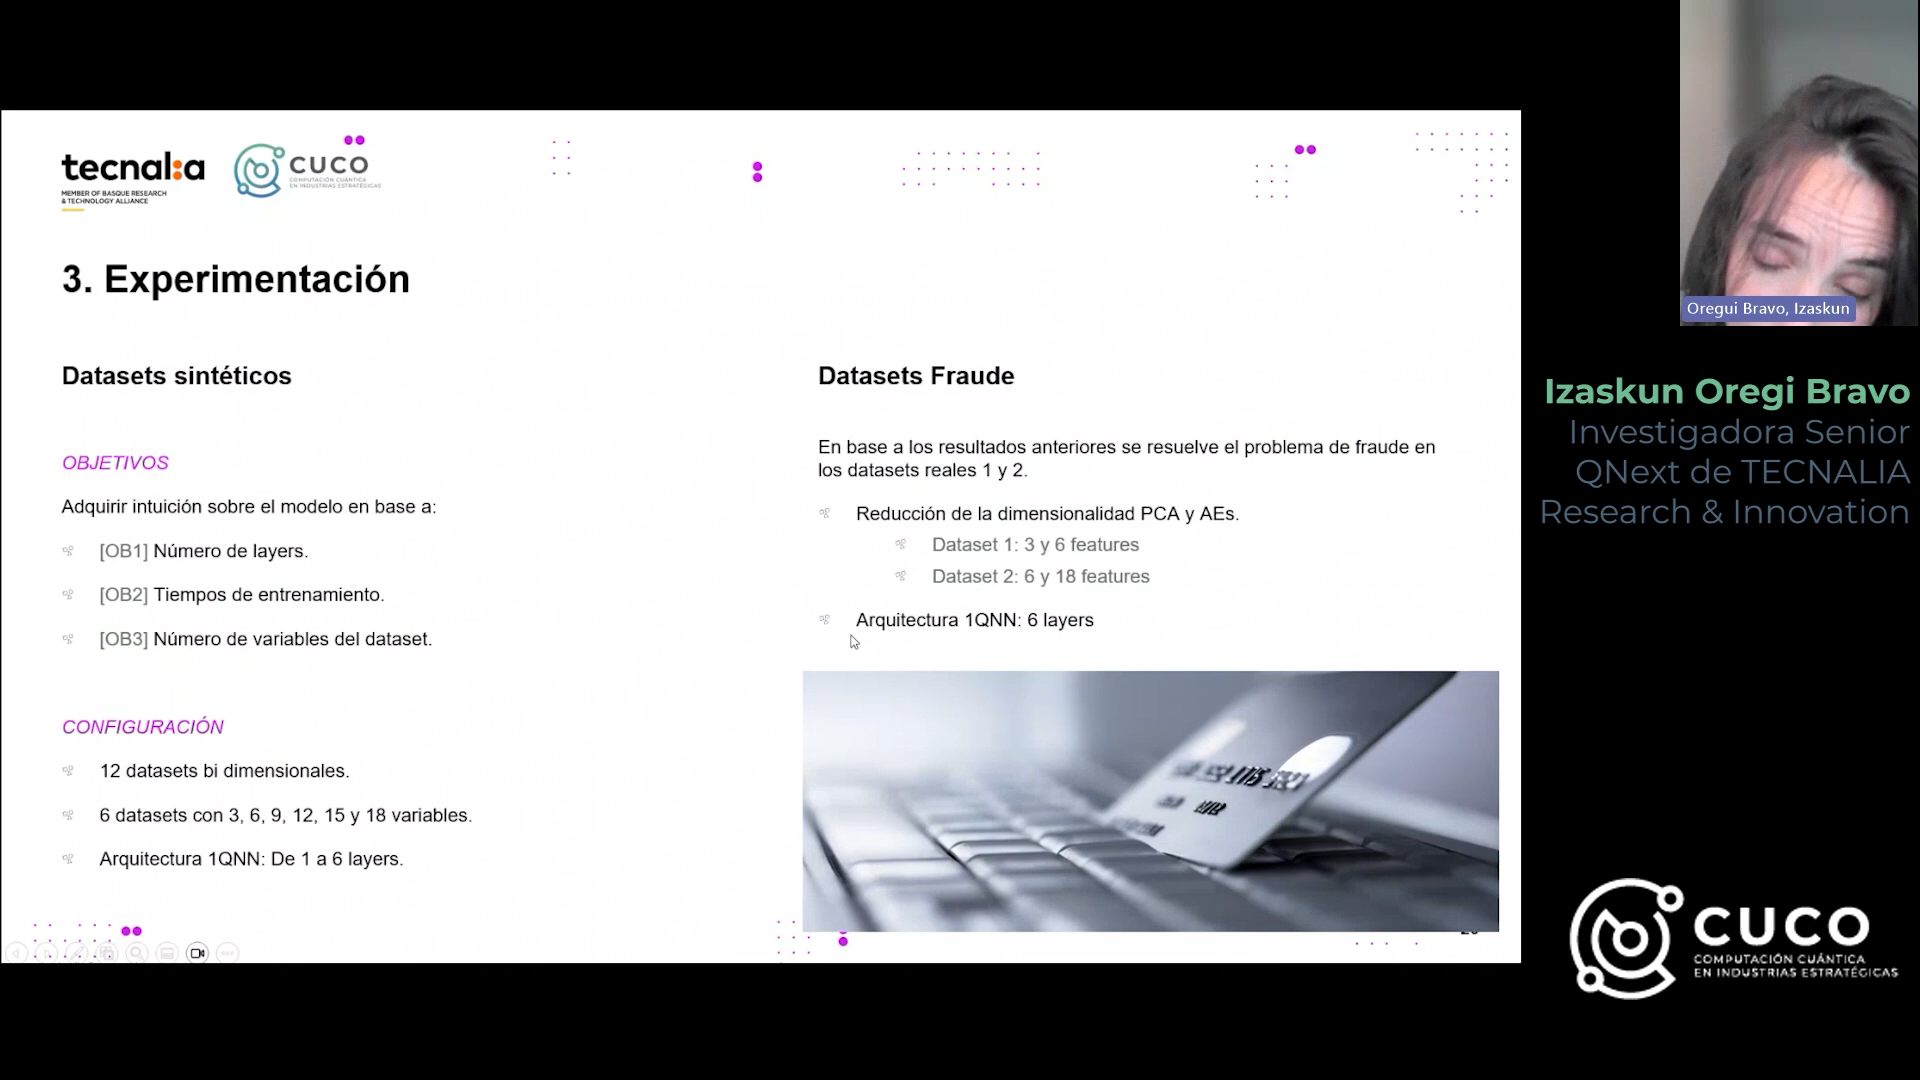 tecnal:a
MEMBER OF BASQUE RESEARCH
& TECHNOLOGY ALLIANCE
CUCO
COMPUTACIÓN CUÁNTICA
EN INDUSTRIAS ESTRATÉGICAS
3. Experimentación
Datasets sintéticos
OBJETIVOS
Adquirir intuición sobre el modelo en base a:
[OB1] Número de layers.
[OB2] Tiempos de entrenamiento.
[OB3] Número de variables del dataset.
CONFIGURACIÓN
12 datasets bi dimensionales.
6 datasets con 3, 6, 9, 12, 15 y 18 variables.
Arquitectura 1QNN: De 1 a 6 layers.
Datasets Fraude
En base a los resultados anteriores se resuelve el problema de fraude en
los datasets reales 1 y 2.
Reducción de la dimensionalidad PCA y AEs.
Dataset 1: 3 y 6 features
Dataset 2: 6 y 18 features
Arquitectura 1QNN: 6 layers
Oregui Bravo, Izaskun
Izaskun Oregi Bravo
Investigadora Senior
QNext de TECNALIA
Research & Innovation
CUCO
COMPUTACIÓN CUÁNTICA
EN INDUSTRIAS ESTRATÉGICAS